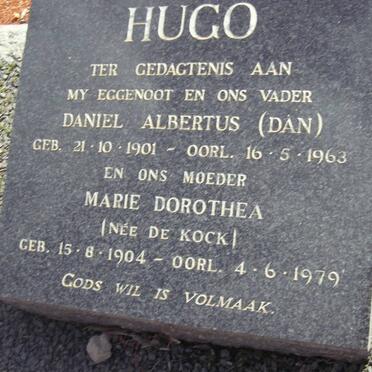 HUGO
TER GEDAGTENIS AAN
MY EGGENOOT EN ONS VADER
DANIEL ALBERTUS (DAN)
GEB. 21·10·1901 – OORL. 16·5·1963
EN ONS MOEDER
MARIE DOROTHEA
(NÉE DE KOCK)
GEB. 15·8·1904 – OORL. 4·6·1979
GODS WIL IS VOLMAAK.